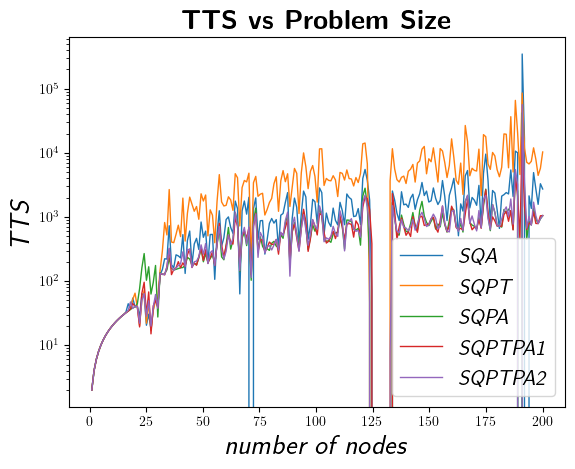 TTS vs Problem Size
TTS
10^5
10^4
10^3
10^2
10^1
0 25 50 75 100 125 150 175 200
number of nodes
SQA
SQPT
SQPA
SQPTPA1
SQPTPA2